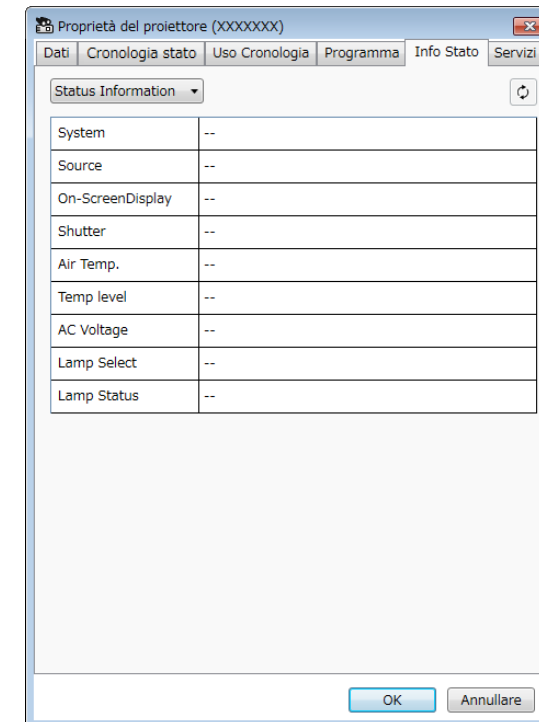 Proprietà del proiettore (XXXXXXX)
Dati Cronologia stato Uso Cronologia Programma Info Stato Servizi
Status Information
System --
Source --
On-ScreenDisplay --
Shutter --
Air Temp. --
Temp level --
AC Voltage --
Lamp Select --
Lamp Status --
OK Annullare